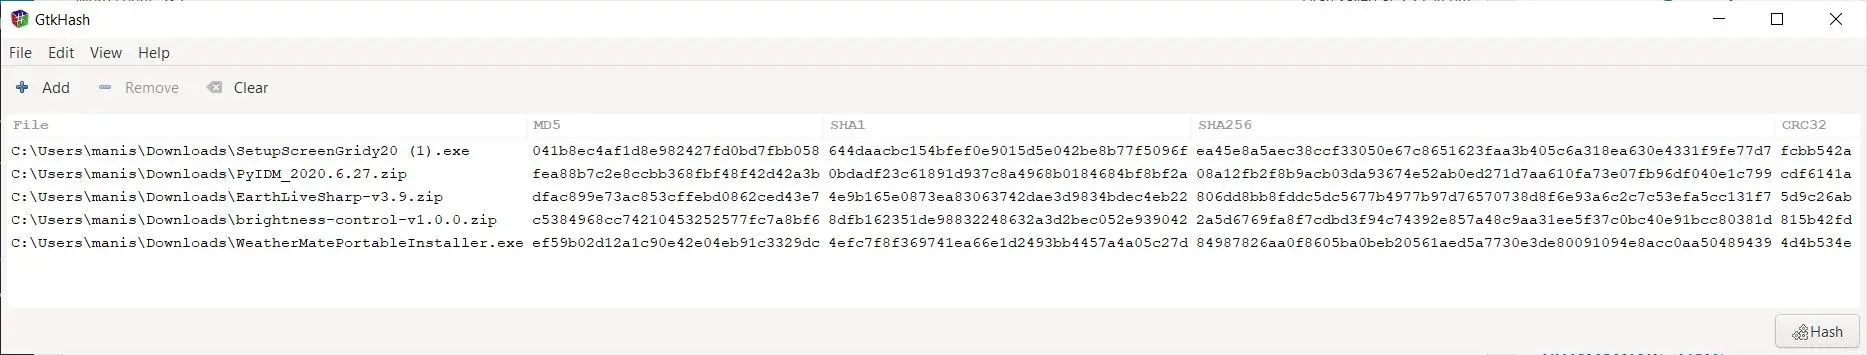 GtkHash
File Edit View Help
Add Remove Clear
File MD5 SHA1 SHA256 CRC32
C:\Users\manis\Downloads\SetupScreenGridy20 (1).exe 041b8ec4af1d8e982427fd0bd7fbb058 644daacbc154bfef0e9015d5e042be8b77f5096f ea45e8a5aec38ccf33050e67c8651623faa3b405c6a318ea630e4331f9fe77d7 fcbb542a
C:\Users\manis\Downloads\PyIDM_2020.6.27.zip fea88b7c2e8ccbb368fbf48f42d42a3b 0bdadf23c61891d937c8a4968b0184684bf8bf2a 08a12fb2f8b9acb03da93674e52ab0ed271d7aa610fa73e07fb96df040e1c799 cdf6141a
C:\Users\manis\Downloads\EarthLiveSharp-v3.9.zip dfac899e73ac853cffebd0862ced43e7 4e9b165e0873ea83063742dae3d9834bdec4eb22 806dd8bb8fddc5dc5677b4977b97d76570738d8f6e93a6c2c7c53efa5cc131f7 5d9c26ab
C:\Users\manis\Downloads\brightness-control-v1.0.0.zip c5384968cc74210453252577fc7a8bf6 8dfb162351de98832248632a3d2bec052e939042 2a5d6769fa8f7cdbd3f94c74392e857a48c9aa31ee5f37c0bc40e91bcc80381d 815b42fd
C:\Users\manis\Downloads\WeatherMatePortableInstaller.exe ef59b02d12a1c90e42e04eb91c3329dc 4efc7f8f369741ea66e1d2493bb4457a4a05c27d 84987826aa0f8605ba0beb20561aed5a7730e3de80091094e8acc0aa50489439 4d4b534e
Hash